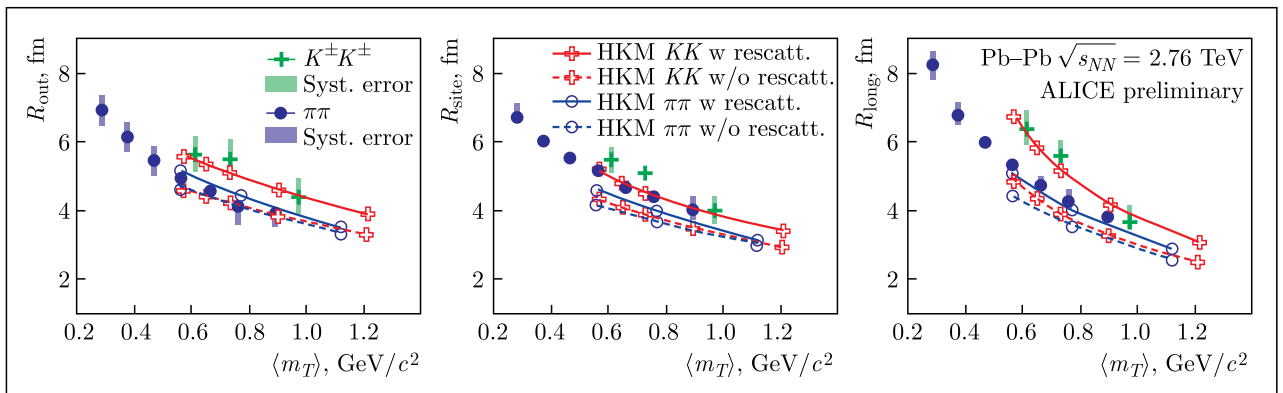 R_out, fm
8
6
4
2
0.2 0.4 0.6 0.8 1.0 1.2
⟨m_T⟩, GeV/c²
K±K±
Syst. error
ππ
Syst. error
R_site, fm
8
6
4
2
0.2 0.4 0.6 0.8 1.0 1.2
⟨m_T⟩, GeV/c²
HKM KK w rescatt.
HKM KK w/o rescatt.
HKM ππ w rescatt.
HKM ππ w/o rescatt.
R_long, fm
8
6
4
2
0.2 0.4 0.6 0.8 1.0 1.2
⟨m_T⟩, GeV/c²
Pb–Pb √s_NN = 2.76 TeV
ALICE preliminary